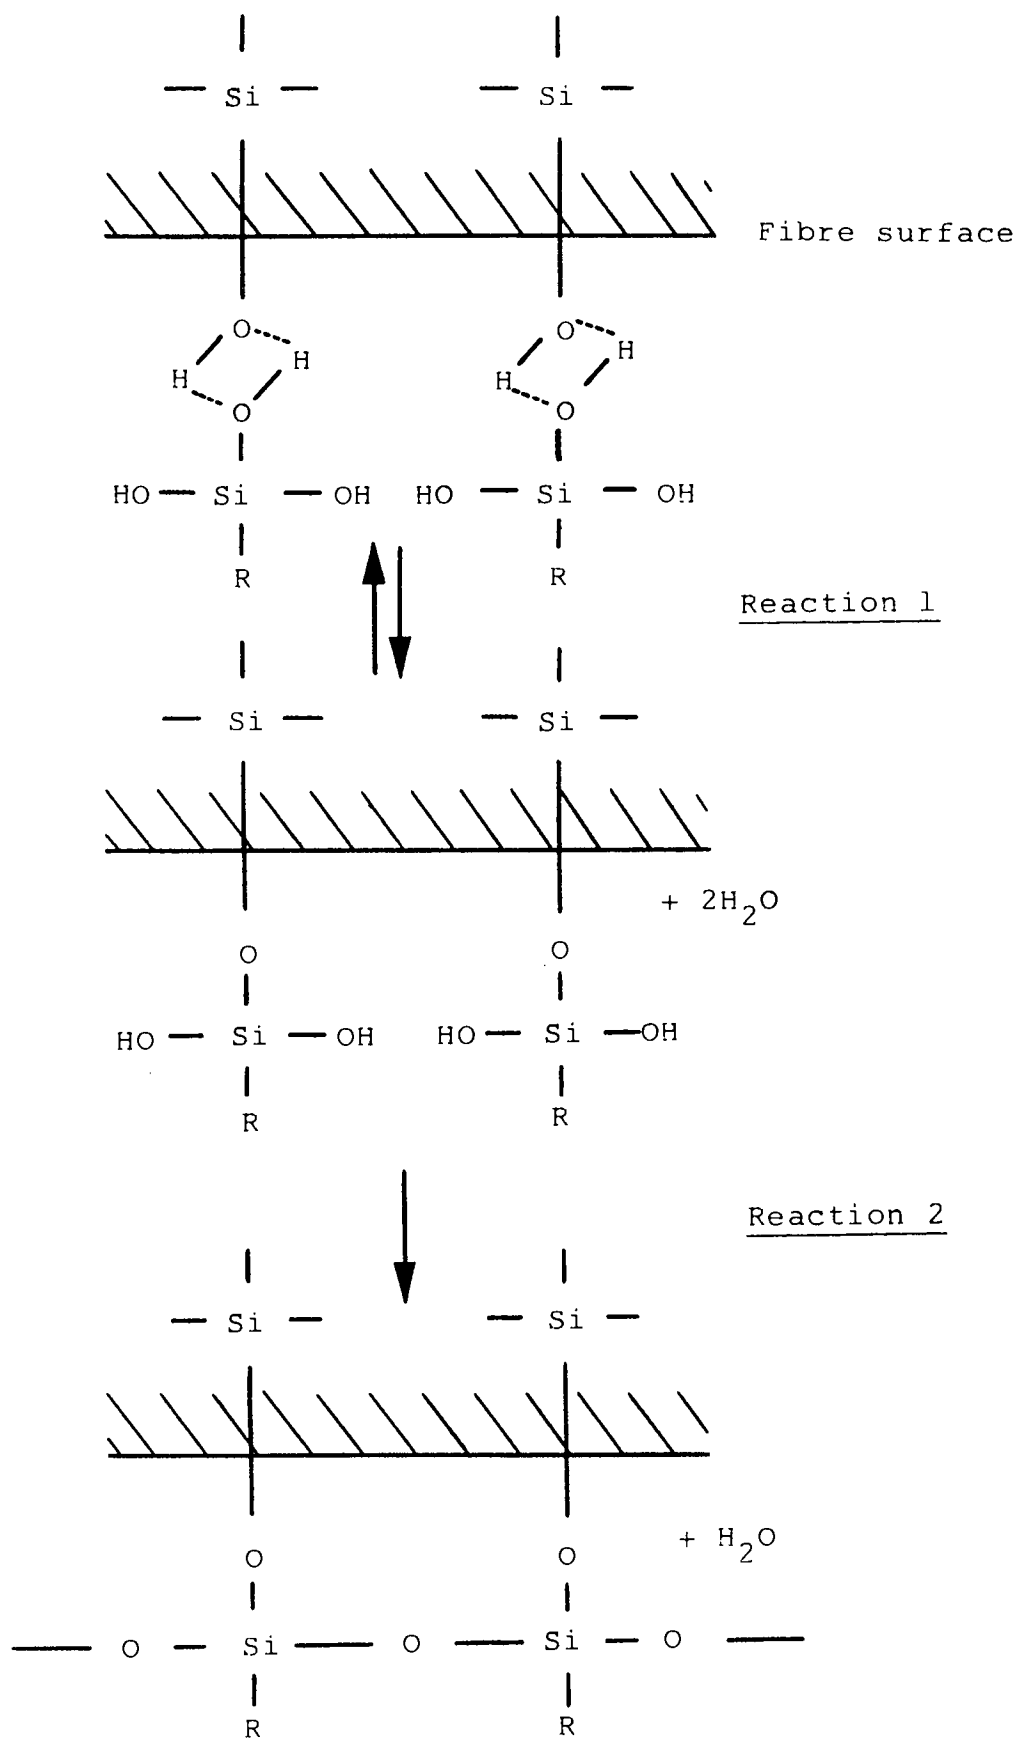 Si Si
Fibre surface
O O
H H
H H
O O
HO Si OH HO Si OH
R R
Reaction 1
Si Si
+ 2H2O
O O
HO Si OH HO Si OH
R R
Reaction 2
Si Si
+ H2O
O O
O Si O Si O
R R